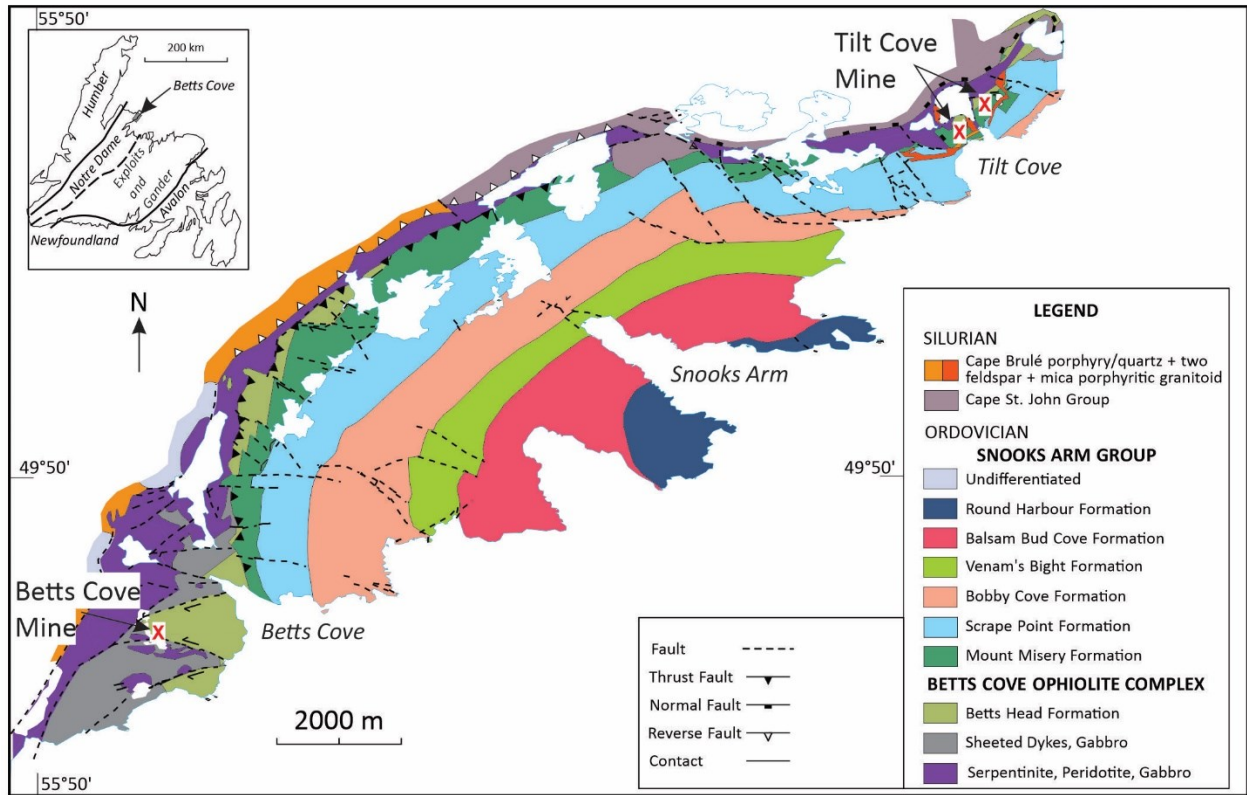 55°50'
200 km
Betts Cove
Humber
Notre Dame
Exploits
and
Gander
Avalon
Newfoundland
N
Tilt Cove
Mine
X
X
Tilt Cove
Snooks Arm
49°50'
49°50'
Betts Cove
Mine
X
Betts Cove
2000 m
55°50'
Fault
Thrust Fault
Normal Fault
Reverse Fault
Contact
LEGEND
SILURIAN
Cape Brulé porphyry/quartz + two
feldspar + mica porphyritic granitoid
Cape St. John Group
ORDOVICIAN
SNOOKS ARM GROUP
Undifferentiated
Round Harbour Formation
Balsam Bud Cove Formation
Venam's Bight Formation
Bobby Cove Formation
Scrape Point Formation
Mount Misery Formation
BETTS COVE OPHIOLITE COMPLEX
Betts Head Formation
Sheeted Dykes, Gabbro
Serpentinite, Peridotite, Gabbro